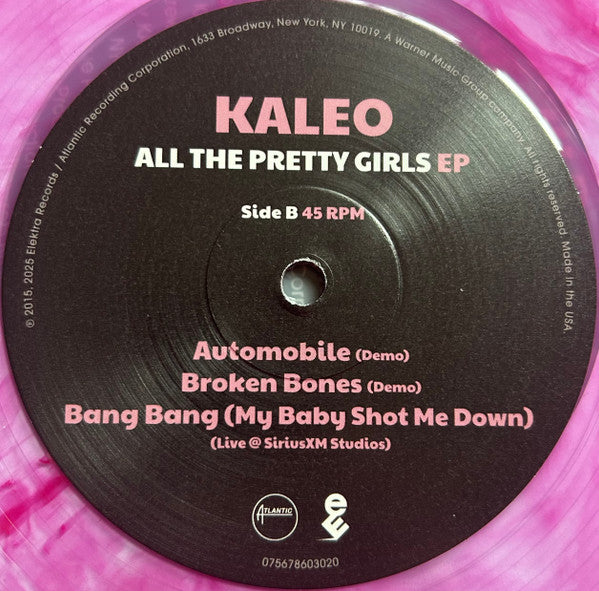 ℗ 2015, 2025 Elektra Records / Atlantic Recording Corporation, 1633 Broadway, New York, NY 10019. A Warner Music Group company. All rights reserved. Made in the USA.
KALEO
ALL THE PRETTY GIRLS EP
Side B 45 RPM
Automobile (Demo)
Broken Bones (Demo)
Bang Bang (My Baby Shot Me Down)
(Live @ SiriusXM Studios)
ATLANTIC
075678603020